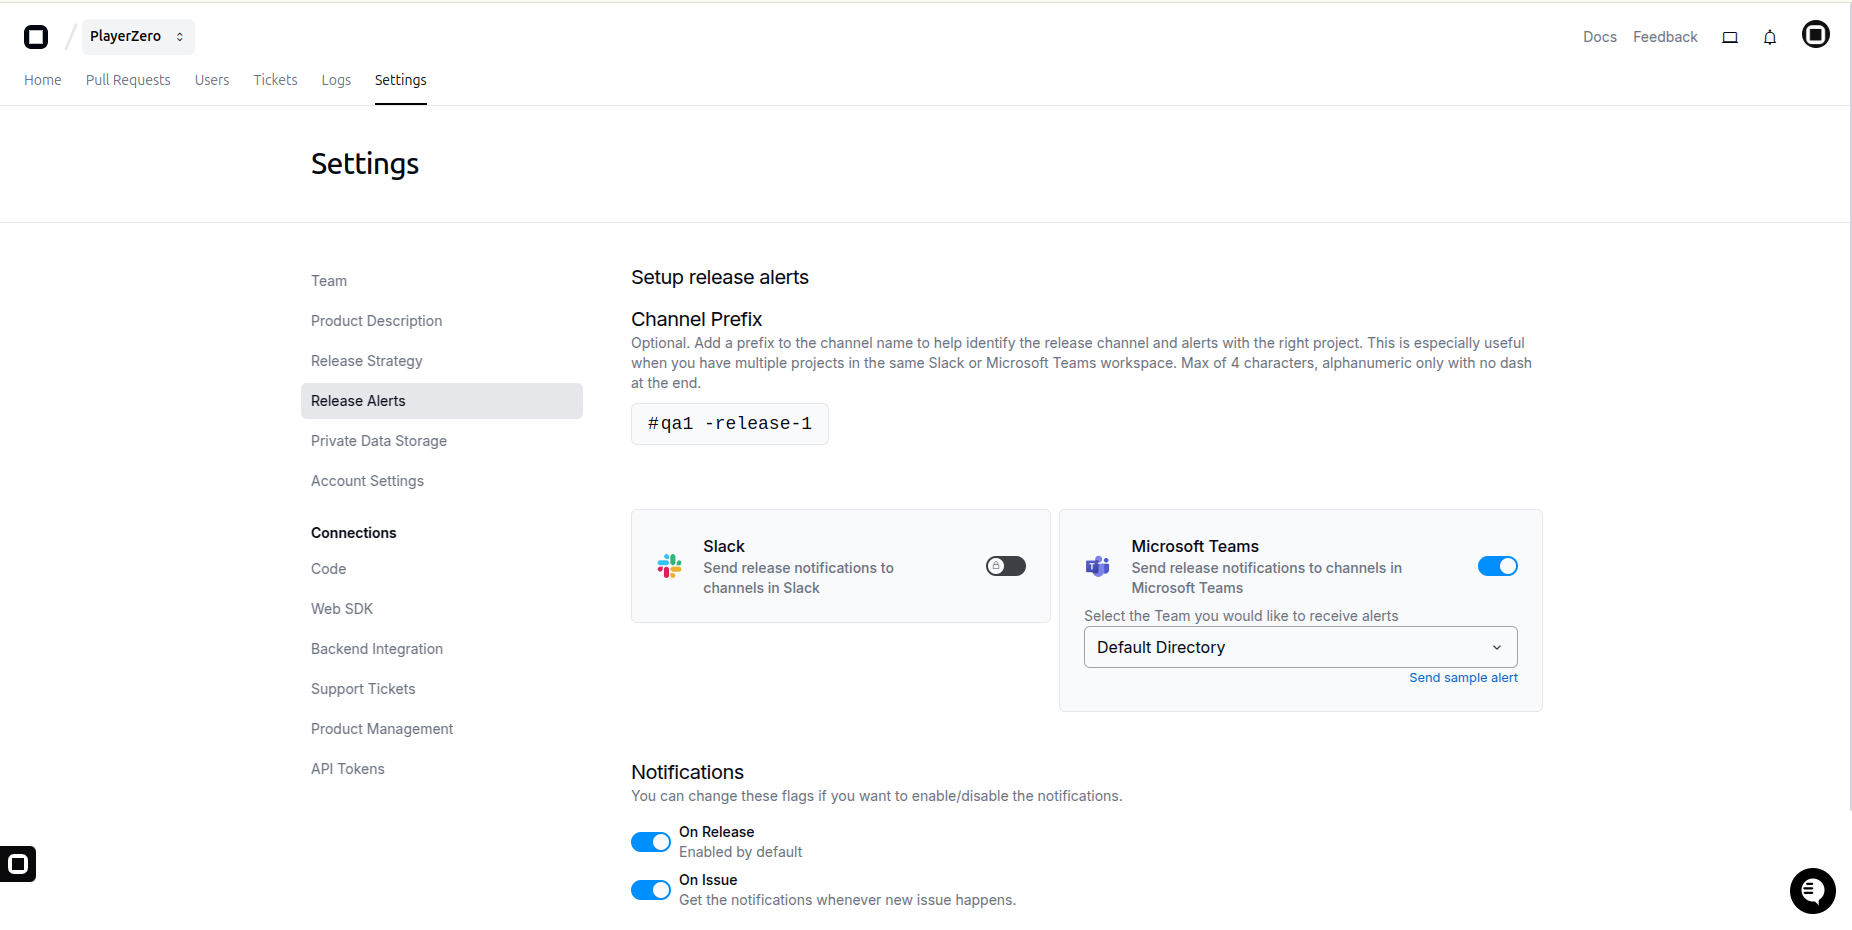 PlayerZero
Docs
Feedback
Home
Pull Requests
Users
Tickets
Logs
Settings
Settings
Team
Product Description
Release Strategy
Release Alerts
Private Data Storage
Account Settings
Connections
Code
Web SDK
Backend Integration
Support Tickets
Product Management
API Tokens
Setup release alerts
Channel Prefix
Optional. Add a prefix to the channel name to help identify the release channel and alerts with the right project. This is especially useful
when you have multiple projects in the same Slack or Microsoft Teams workspace. Max of 4 characters, alphanumeric only with no dash
at the end.
#qa1 -release-1
Slack
Send release notifications to
channels in Slack
Microsoft Teams
Send release notifications to channels in
Microsoft Teams
Select the Team you would like to receive alerts
Default Directory
Send sample alert
Notifications
You can change these flags if you want to enable/disable the notifications.
On Release
Enabled by default
On Issue
Get the notifications whenever new issue happens.